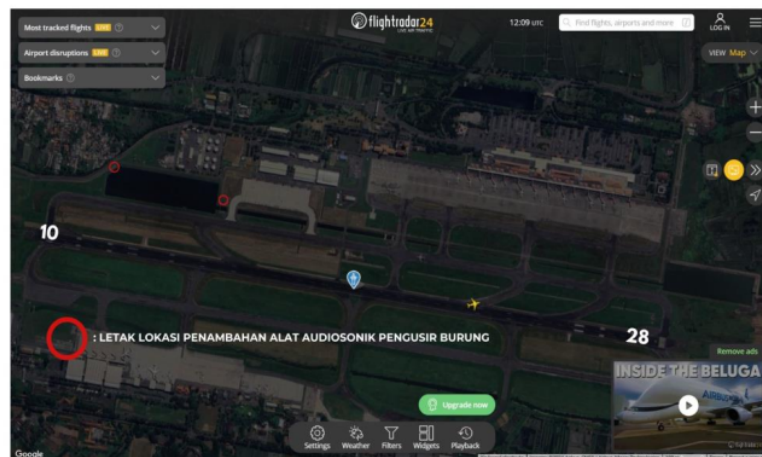 Most tracked flights LIVE
flightradar24
LIVE AIR TRAFFIC
12:09 UTC
Find flights, airports and more
LOG IN
Airport disruptions LIVE
VIEW Map
Bookmarks
10
28
: LETAK LOKASI PENAMBAHAN ALAT AUDIOSONIK PENGUSIR BURUNG
Remove ads
INSIDE THE BELUGA
AIRBUS
Upgrade now
Settings
Weather
Filters
Widgets
Playback
Google